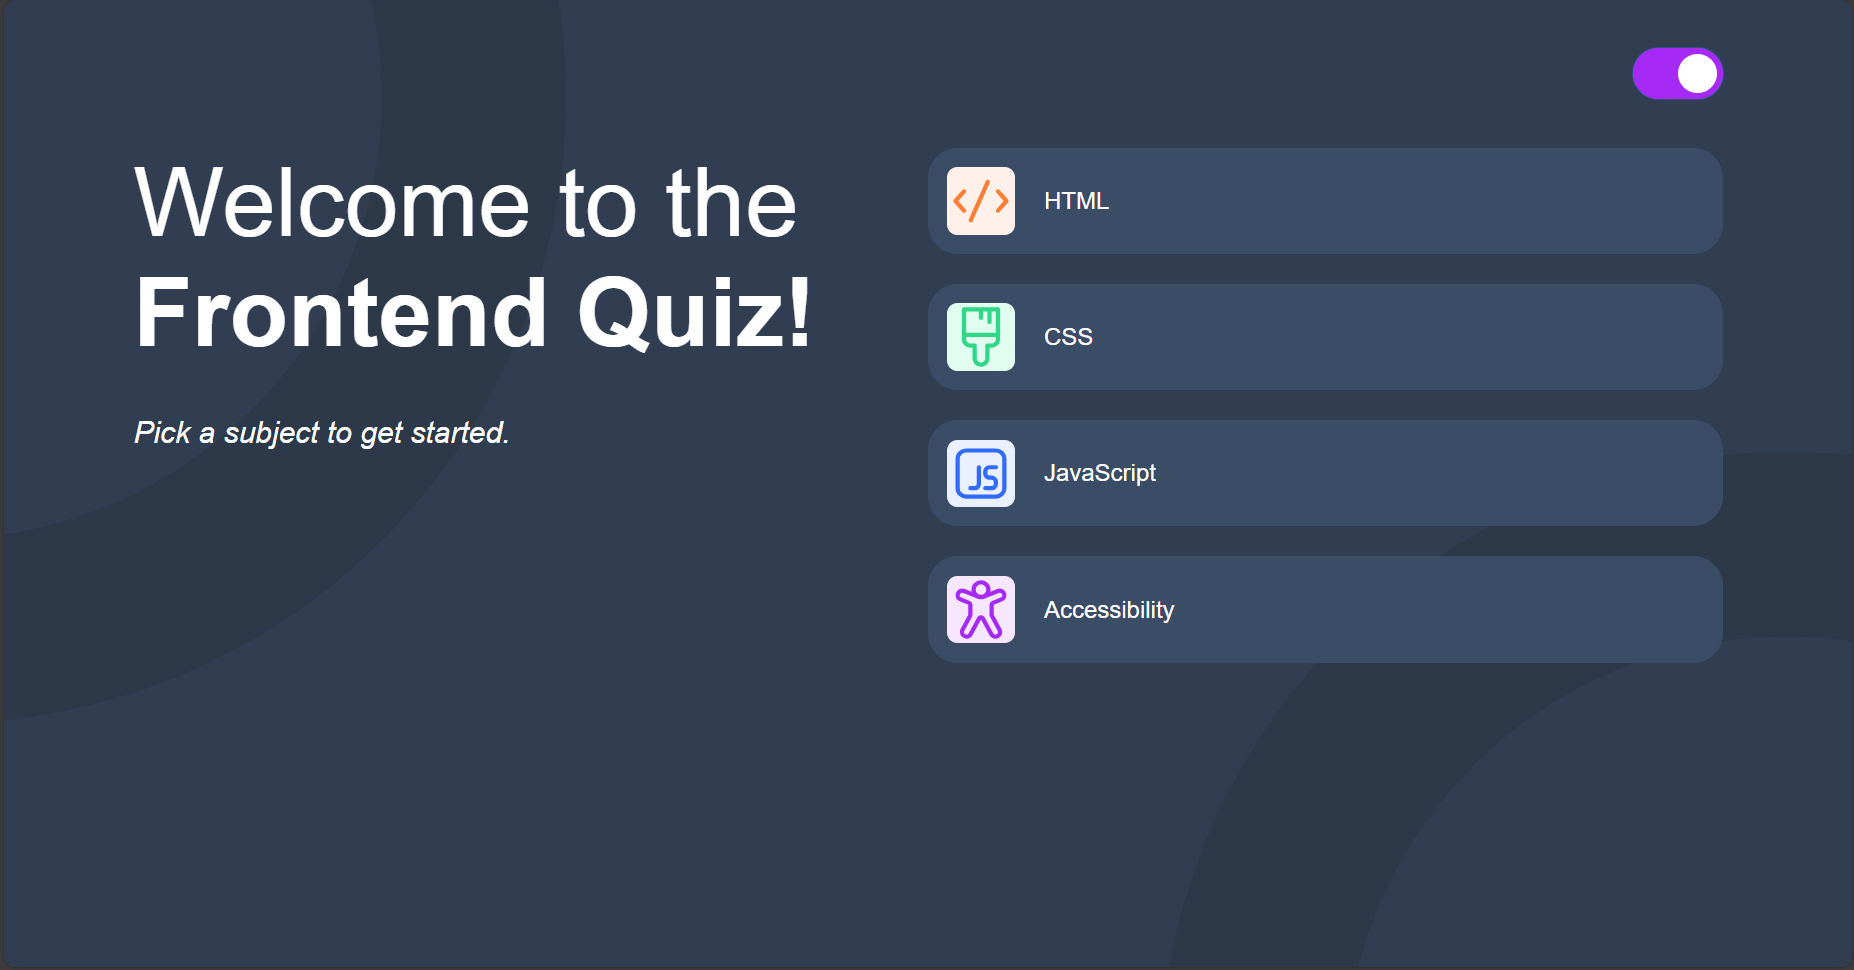 Welcome to the
Frontend Quiz!
Pick a subject to get started.
HTML
CSS
JS
JavaScript
Accessibility